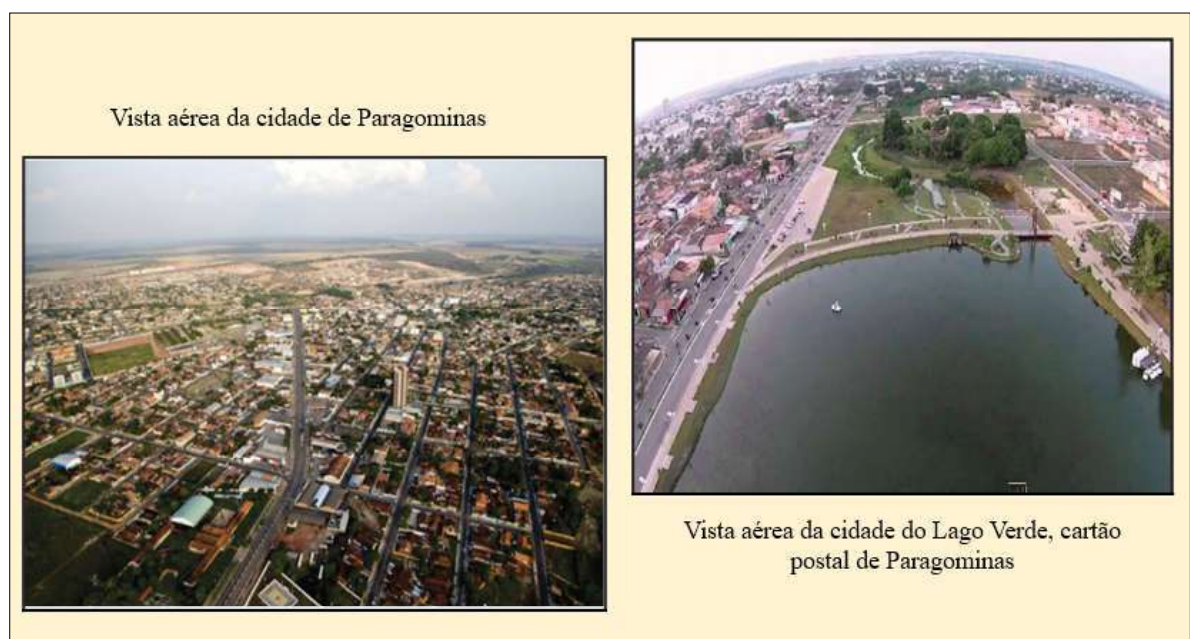 Vista aérea da cidade de Paragominas
Vista aérea da cidade do Lago Verde, cartão
postal de Paragominas